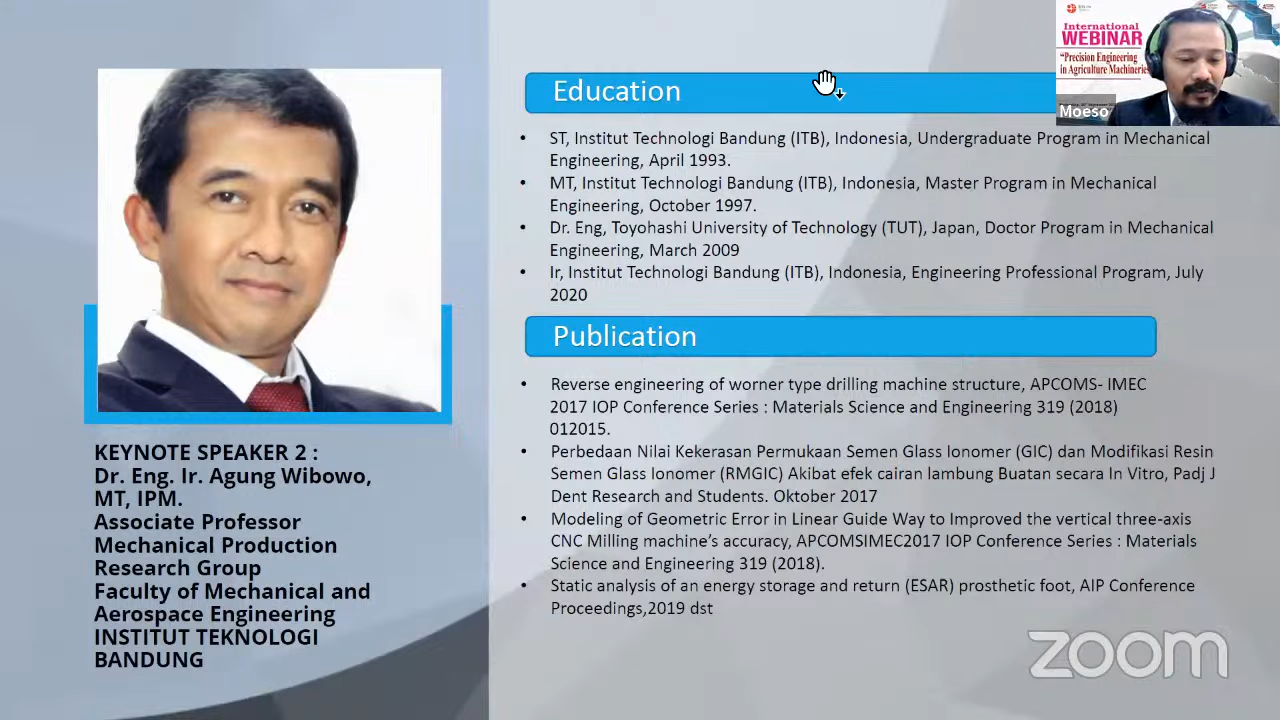 International
WEBINAR
"Precision Engineering
in Agriculture Machineries
Moeso
Education
• ST, Institut Technologi Bandung (ITB), Indonesia, Undergraduate Program in Mechanical
Engineering, April 1993.
• MT, Institut Technologi Bandung (ITB), Indonesia, Master Program in Mechanical
Engineering, October 1997.
• Dr. Eng, Toyohashi University of Technology (TUT), Japan, Doctor Program in Mechanical
Engineering, March 2009
• Ir, Institut Technologi Bandung (ITB), Indonesia, Engineering Professional Program, July
2020
Publication
• Reverse engineering of worner type drilling machine structure, APCOMS- IMEC
2017 IOP Conference Series : Materials Science and Engineering 319 (2018)
012015.
• Perbedaan Nilai Kekerasan Permukaan Semen Glass Ionomer (GIC) dan Modifikasi Resin
Semen Glass Ionomer (RMGIC) Akibat efek cairan lambung Buatan secara In Vitro, Padj J
Dent Research and Students. Oktober 2017
• Modeling of Geometric Error in Linear Guide Way to Improved the vertical three-axis
CNC Milling machine's accuracy, APCOMSIMEC2017 IOP Conference Series : Materials
Science and Engineering 319 (2018).
• Static analysis of an energy storage and return (ESAR) prosthetic foot, AIP Conference
Proceedings,2019 dst
KEYNOTE SPEAKER 2 :
Dr. Eng. Ir. Agung Wibowo,
MT, IPM.
Associate Professor
Mechanical Production
Research Group
Faculty of Mechanical and
Aerospace Engineering
INSTITUT TEKNOLOGI
BANDUNG
zoom